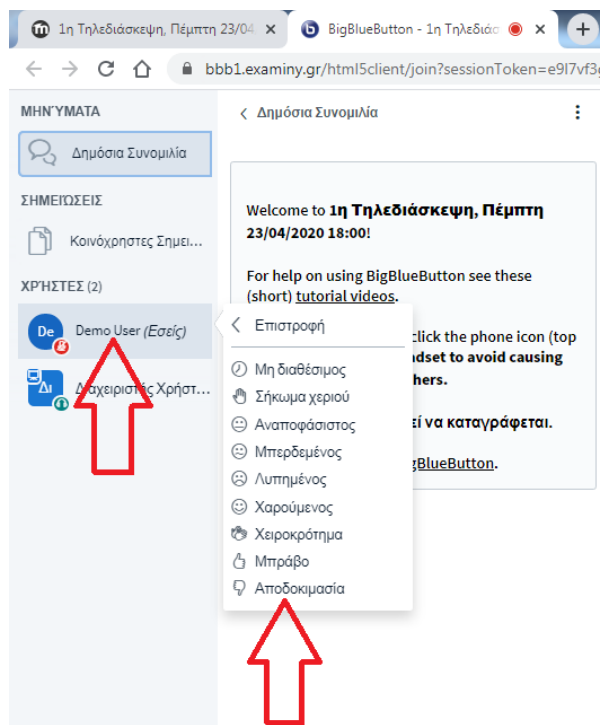 1η Τηλεδιάσκεψη, Πέμπτη 23/04
BigBlueButton - 1η Τηλεδιάσ
bbb1.examiny.gr/html5client/join?sessionToken=e9l7vf3
ΜΗΝΎΜΑΤΑ
Δημόσια Συνομιλία
ΣΗΜΕΙΏΣΕΙΣ
Κοινόχρηστες Σημει...
ΧΡΉΣΤΕΣ (2)
De Demo User (Εσείς)
Δι Διαχειριστής Χρήστ...
Δημόσια Συνομιλία
Welcome to 1η Τηλεδιάσκεψη, Πέμπτη
23/04/2020 18:00!
For help on using BigBlueButton see these
(short) tutorial videos.
click the phone icon (top
dset to avoid causing
hers.
εί να καταγράφεται.
gBlueButton.
Επιστροφή
Μη διαθέσιμος
Σήκωμα χεριού
Αναποφάσιστος
Μπερδεμένος
Λυπημένος
Χαρούμενος
Χειροκρότημα
Μπράβο
Αποδοκιμασία